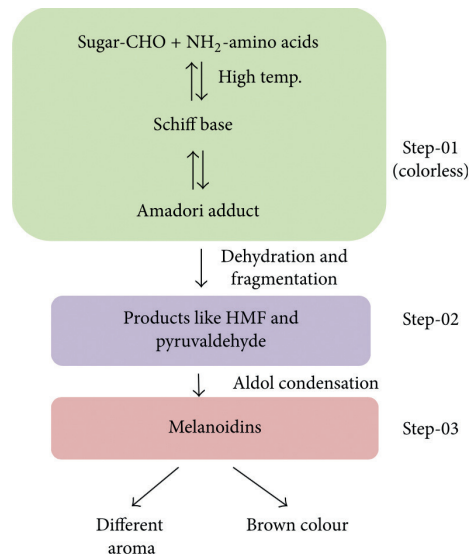 Sugar-CHO + NH₂-amino acids
High temp.
Schiff base
Step-01
(colorless)
Amadori adduct
Dehydration and
fragmentation
Products like HMF and
pyruvaldehyde
Step-02
Aldol condensation
Melanoidins
Step-03
Different
aroma
Brown colour